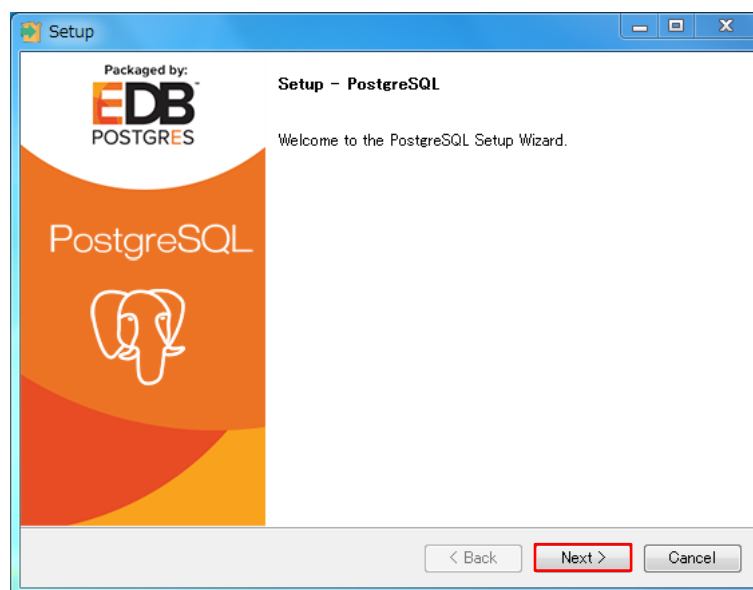 Setup
Packaged by:
EDB
POSTGRES
PostgreSQL
Setup - PostgreSQL
Welcome to the PostgreSQL Setup Wizard.
< Back
Next >
Cancel